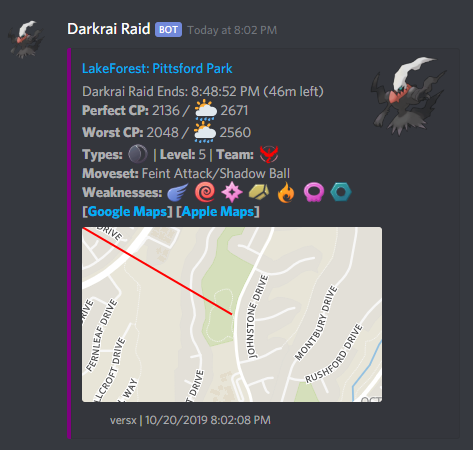 Darkrai Raid BOT Today at 8:02 PM
LakeForest: Pittsford Park
Darkrai Raid Ends: 8:48:52 PM (46m left)
Perfect CP: 2136 / 2671
Worst CP: 2048 / 2560
Types: | Level: 5 | Team:
Moveset: Feint Attack/Shadow Ball
Weaknesses:
[Google Maps] [Apple Maps]
DRIVE
DRIVE
FERNLEAF DRIVE
LLCROFT DRIVE
WAY
DRIVE
JOHNSTONE DRIVE
MONTBURY DRIVE
RUSHFORD DRIVE
versx | 10/20/2019 8:02:08 PM